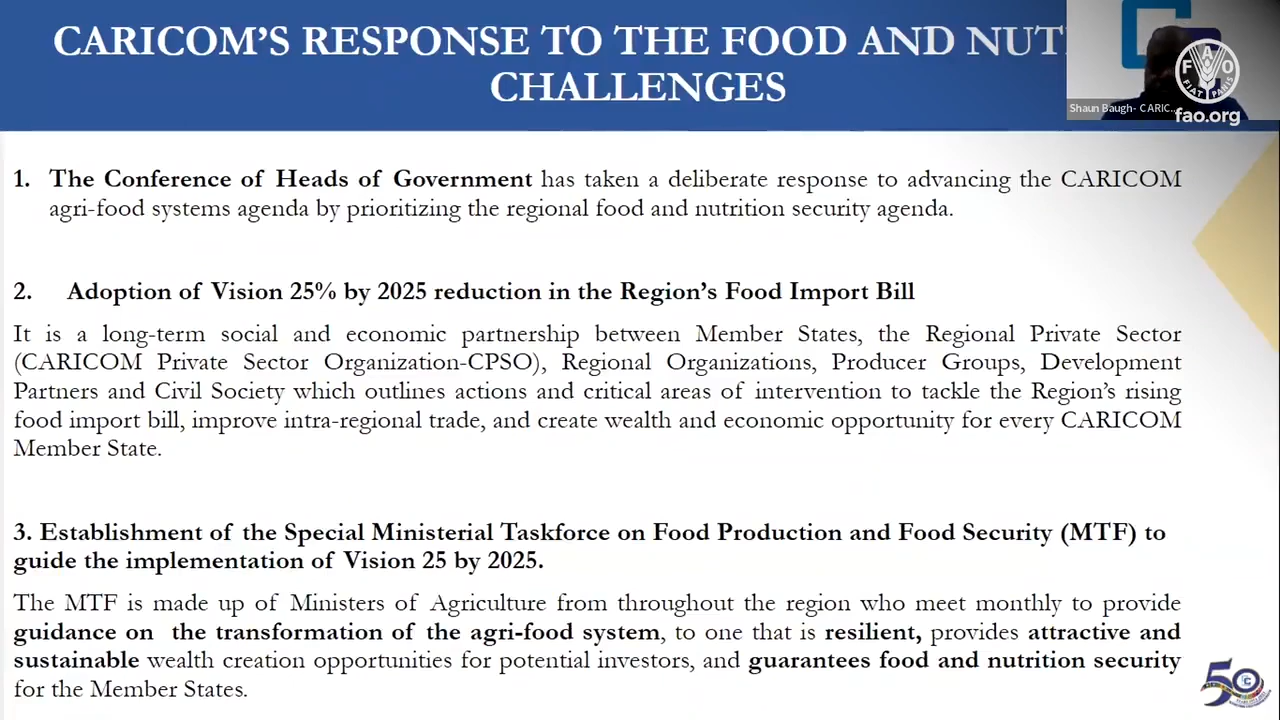 CARICOM'S RESPONSE TO THE FOOD AND NUT
CHALLENGES
Shaun Baugh- CARIC...
FAO
FIAT PANIS
fao.org
1. The Conference of Heads of Government has taken a deliberate response to advancing the CARICOM
agri-food systems agenda by prioritizing the regional food and nutrition security agenda.
2. Adoption of Vision 25% by 2025 reduction in the Region's Food Import Bill
It is a long-term social and economic partnership between Member States, the Regional Private Sector
(CARICOM Private Sector Organization-CPSO), Regional Organizations, Producer Groups, Development
Partners and Civil Society which outlines actions and critical areas of intervention to tackle the Region's rising
food import bill, improve intra-regional trade, and create wealth and economic opportunity for every CARICOM
Member State.
3. Establishment of the Special Ministerial Taskforce on Food Production and Food Security (MTF) to
guide the implementation of Vision 25 by 2025.
The MTF is made up of Ministers of Agriculture from throughout the region who meet monthly to provide
guidance on the transformation of the agri-food system, to one that is resilient, provides attractive and
sustainable wealth creation opportunities for potential investors, and guarantees food and nutrition security
for the Member States.
50